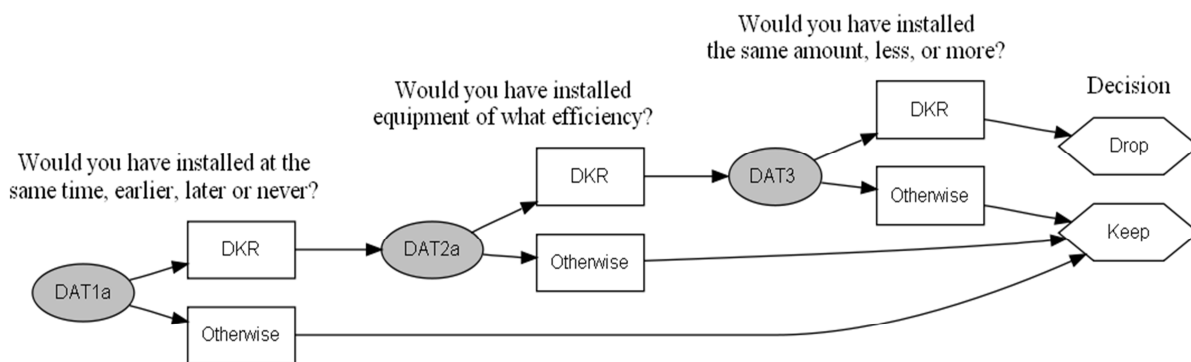 Would you have installed
the same amount, less, or more?
Decision
Would you have installed
equipment of what efficiency?
DKR
Drop
Would you have installed at the
same time, earlier, later or never?
DKR
DAT3
Otherwise
DKR
DAT2a
Keep
Otherwise
DAT1a
Otherwise